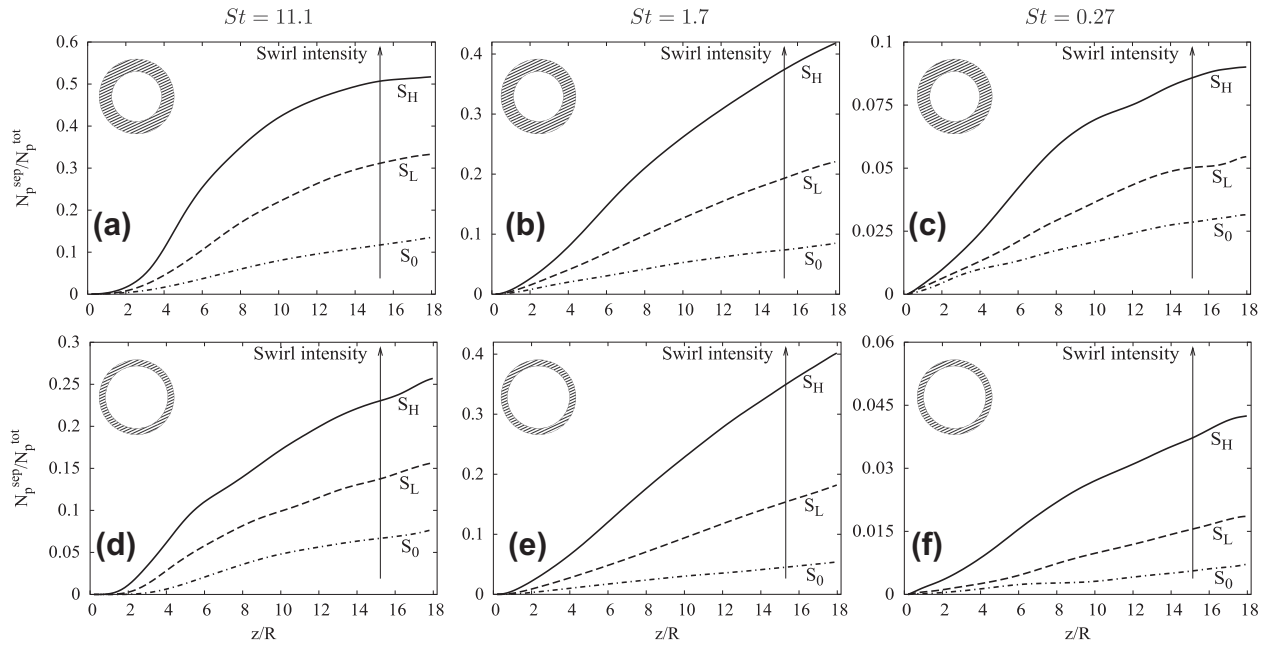 St = 11.1
St = 1.7
St = 0.27
0.6
0.5
0.4
0.3
0.2
0.1
0
N_p^sep/N_p^tot
Swirl intensity
S_H
S_L
S_0
(a)
0 2 4 6 8 10 12 14 16 18
0.4
0.3
0.2
0.1
0
Swirl intensity
S_H
S_L
S_0
(b)
0 2 4 6 8 10 12 14 16 18
0.1
0.075
0.05
0.025
0
Swirl intensity
S_H
S_L
S_0
(c)
0 2 4 6 8 10 12 14 16 18
0.3
0.25
0.2
0.15
0.1
0.05
0
N_p^sep/N_p^tot
Swirl intensity
S_H
S_L
S_0
(d)
0 2 4 6 8 10 12 14 16 18
z/R
0.4
0.3
0.2
0.1
0
Swirl intensity
S_H
S_L
S_0
(e)
0 2 4 6 8 10 12 14 16 18
z/R
0.06
0.045
0.03
0.015
0
Swirl intensity
S_H
S_L
S_0
(f)
0 2 4 6 8 10 12 14 16 18
z/R